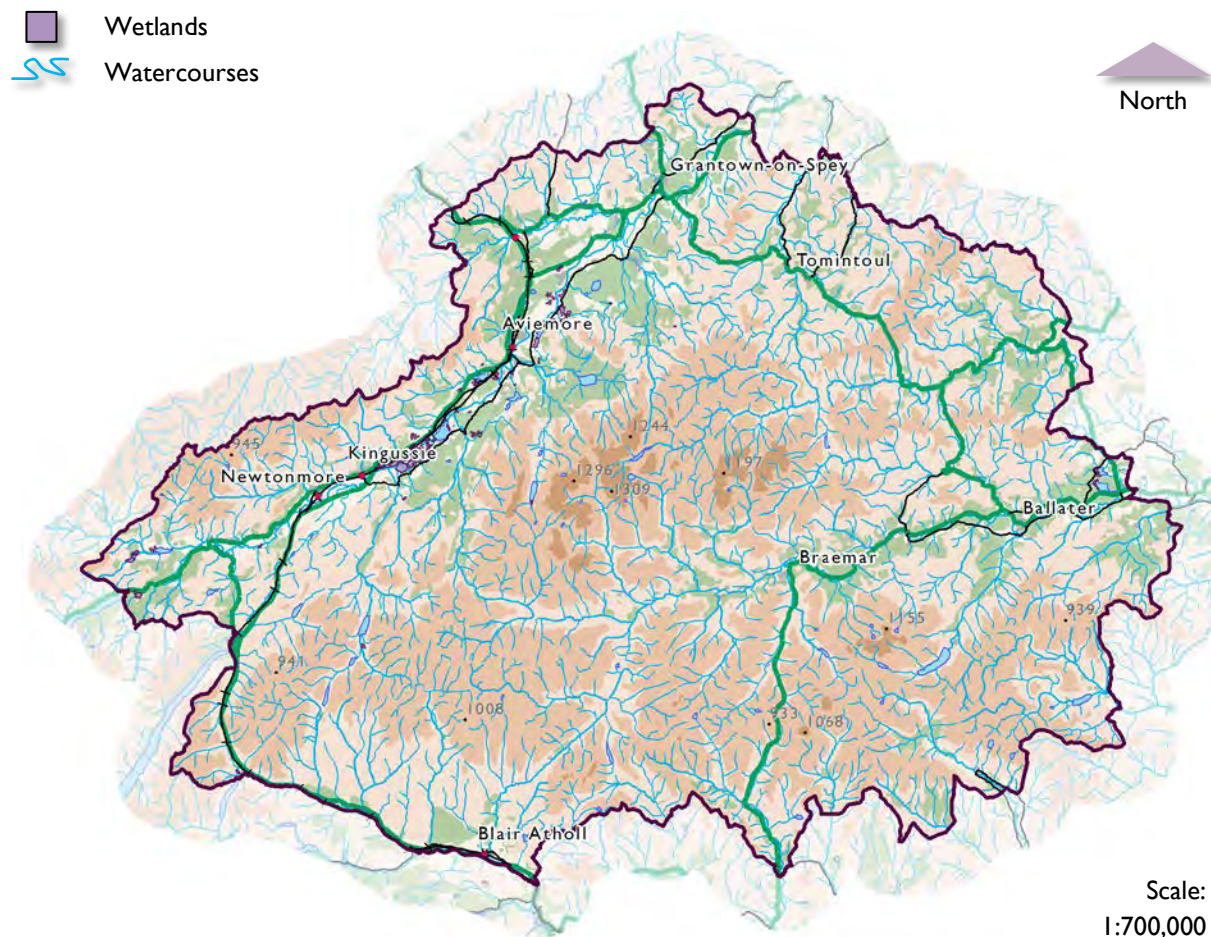 Wetlands
Watercourses
North
Grantown-on-Spey
Tomintoul
Aviemore
1244
945
Kingussie
1197
Newtonmore
1296
1309
Ballater
Braemar
939
1155
941
1008
933
1068
Blair Atholl
Scale:
1:700,000